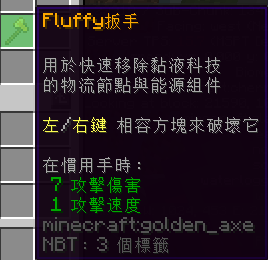 Fluffy扳手
用於快速移除黏液科技
的物流節點與能源組件
左/右鍵 相容方塊來破壞它
在慣用手時：
7 攻擊傷害
1 攻擊速度
minecraft:golden_axe
NBT：3 個標籤